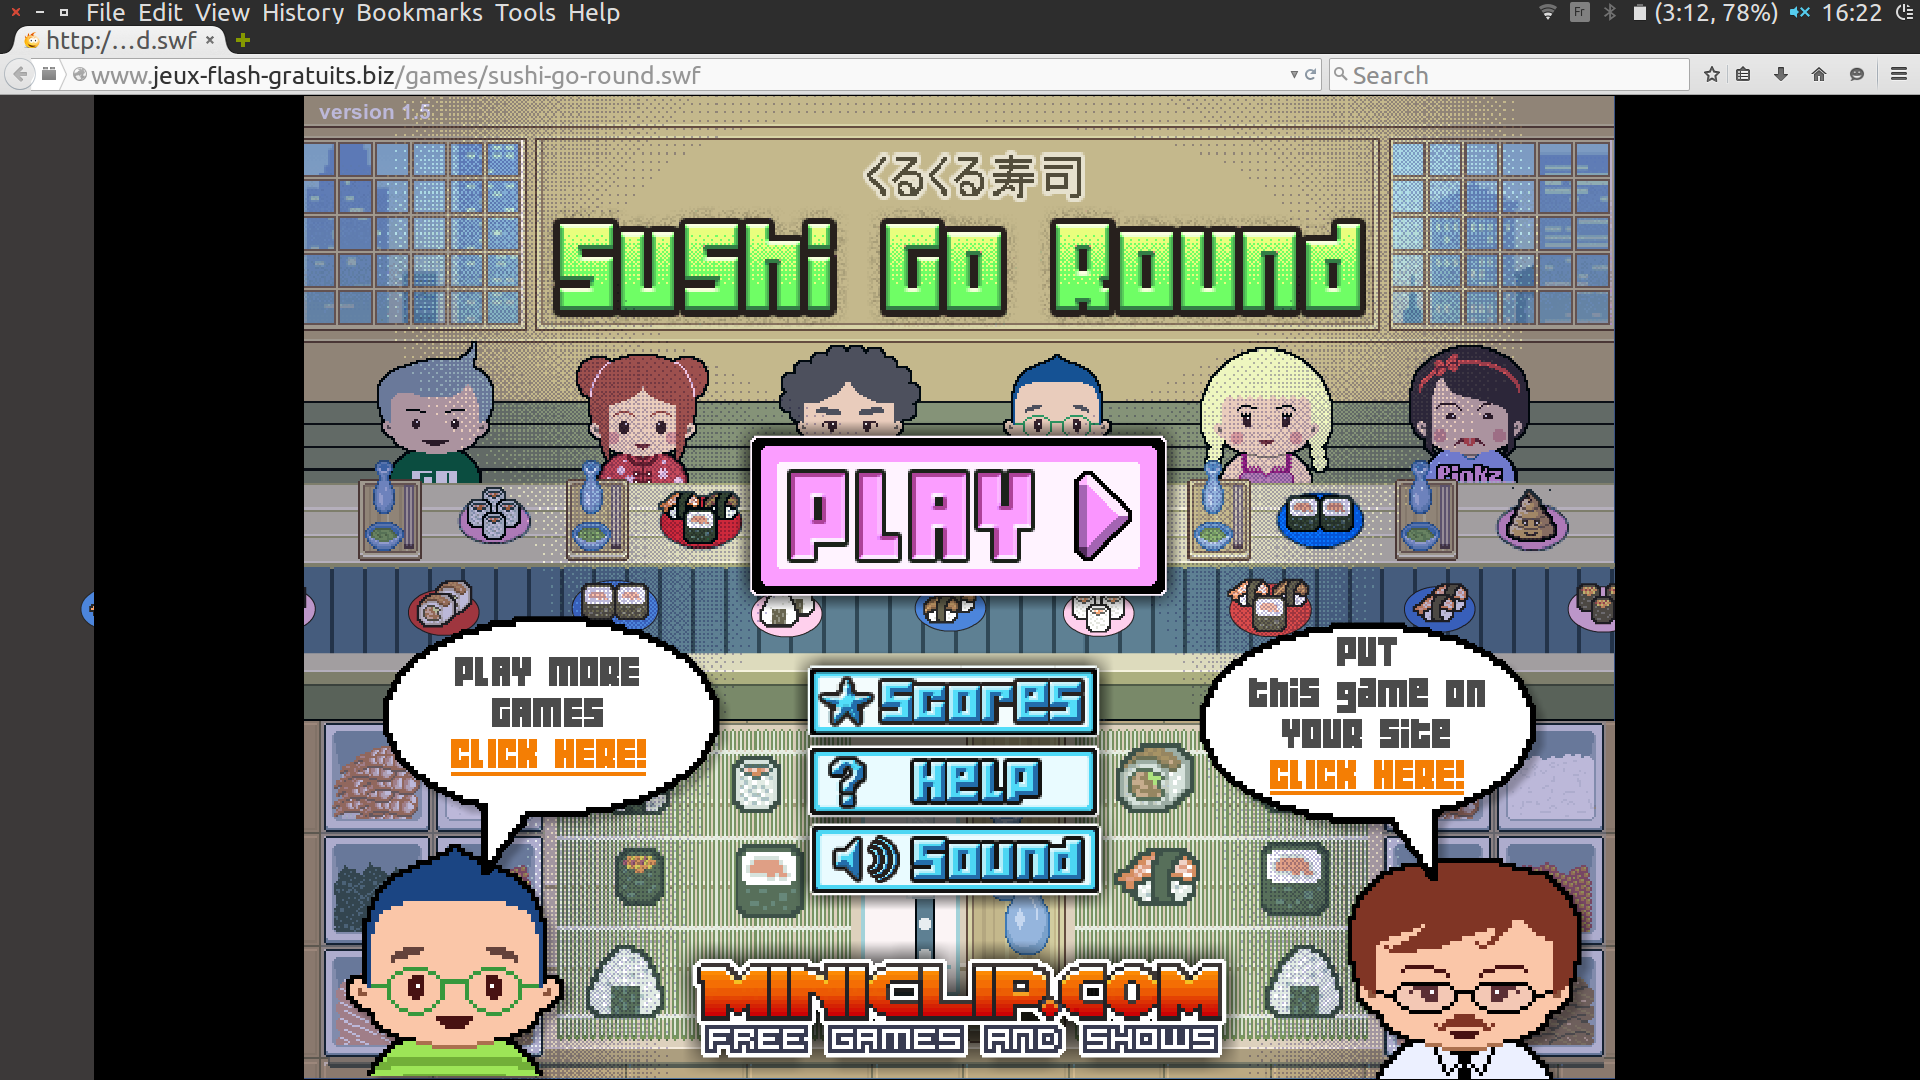 File Edit View History Bookmarks Tools Help
Fr
(3:12, 78%)
16:22
http:/...d.swf
www.jeux-flash-gratuits.biz/games/sushi-go-round.swf
Search
version 1.5
くるくる寿司
Sushi Go Round
PLAY
PLAY MORE
GAMES
CLICK HERE!
PUT
this game on
YOUR site
CLICK HERE!
Scores
Help
Sound
MINICLIP.COM
FREE GAMES AND SHOWS